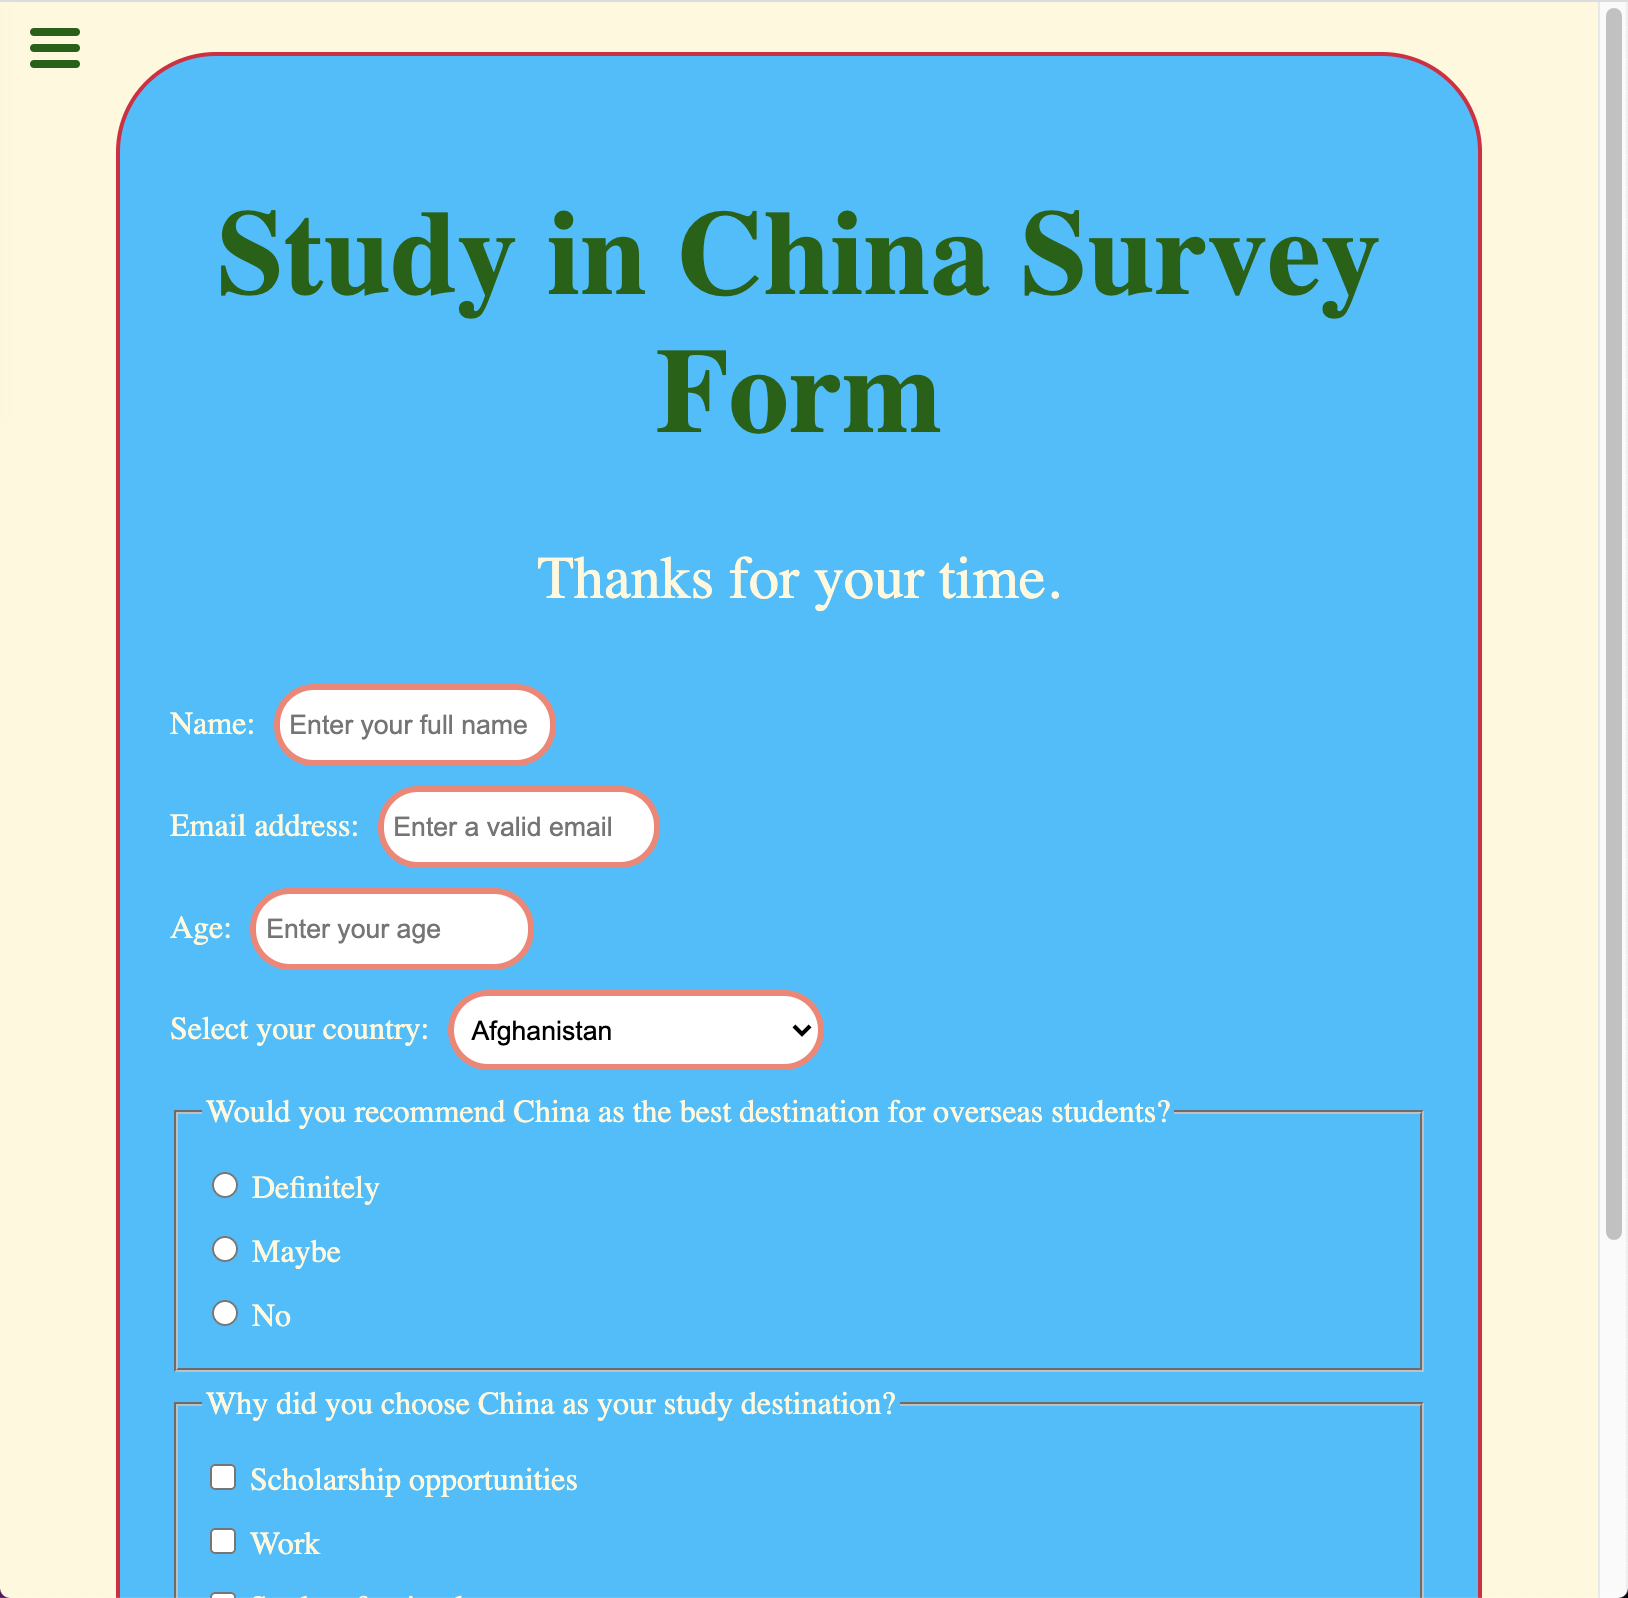 Study in China Survey
Form
Thanks for your time.
Name: Enter your full name
Email address: Enter a valid email
Age: Enter your age
Select your country: Afghanistan
Would you recommend China as the best destination for overseas students?
Definitely
Maybe
No
Why did you choose China as your study destination?
Scholarship opportunities
Work